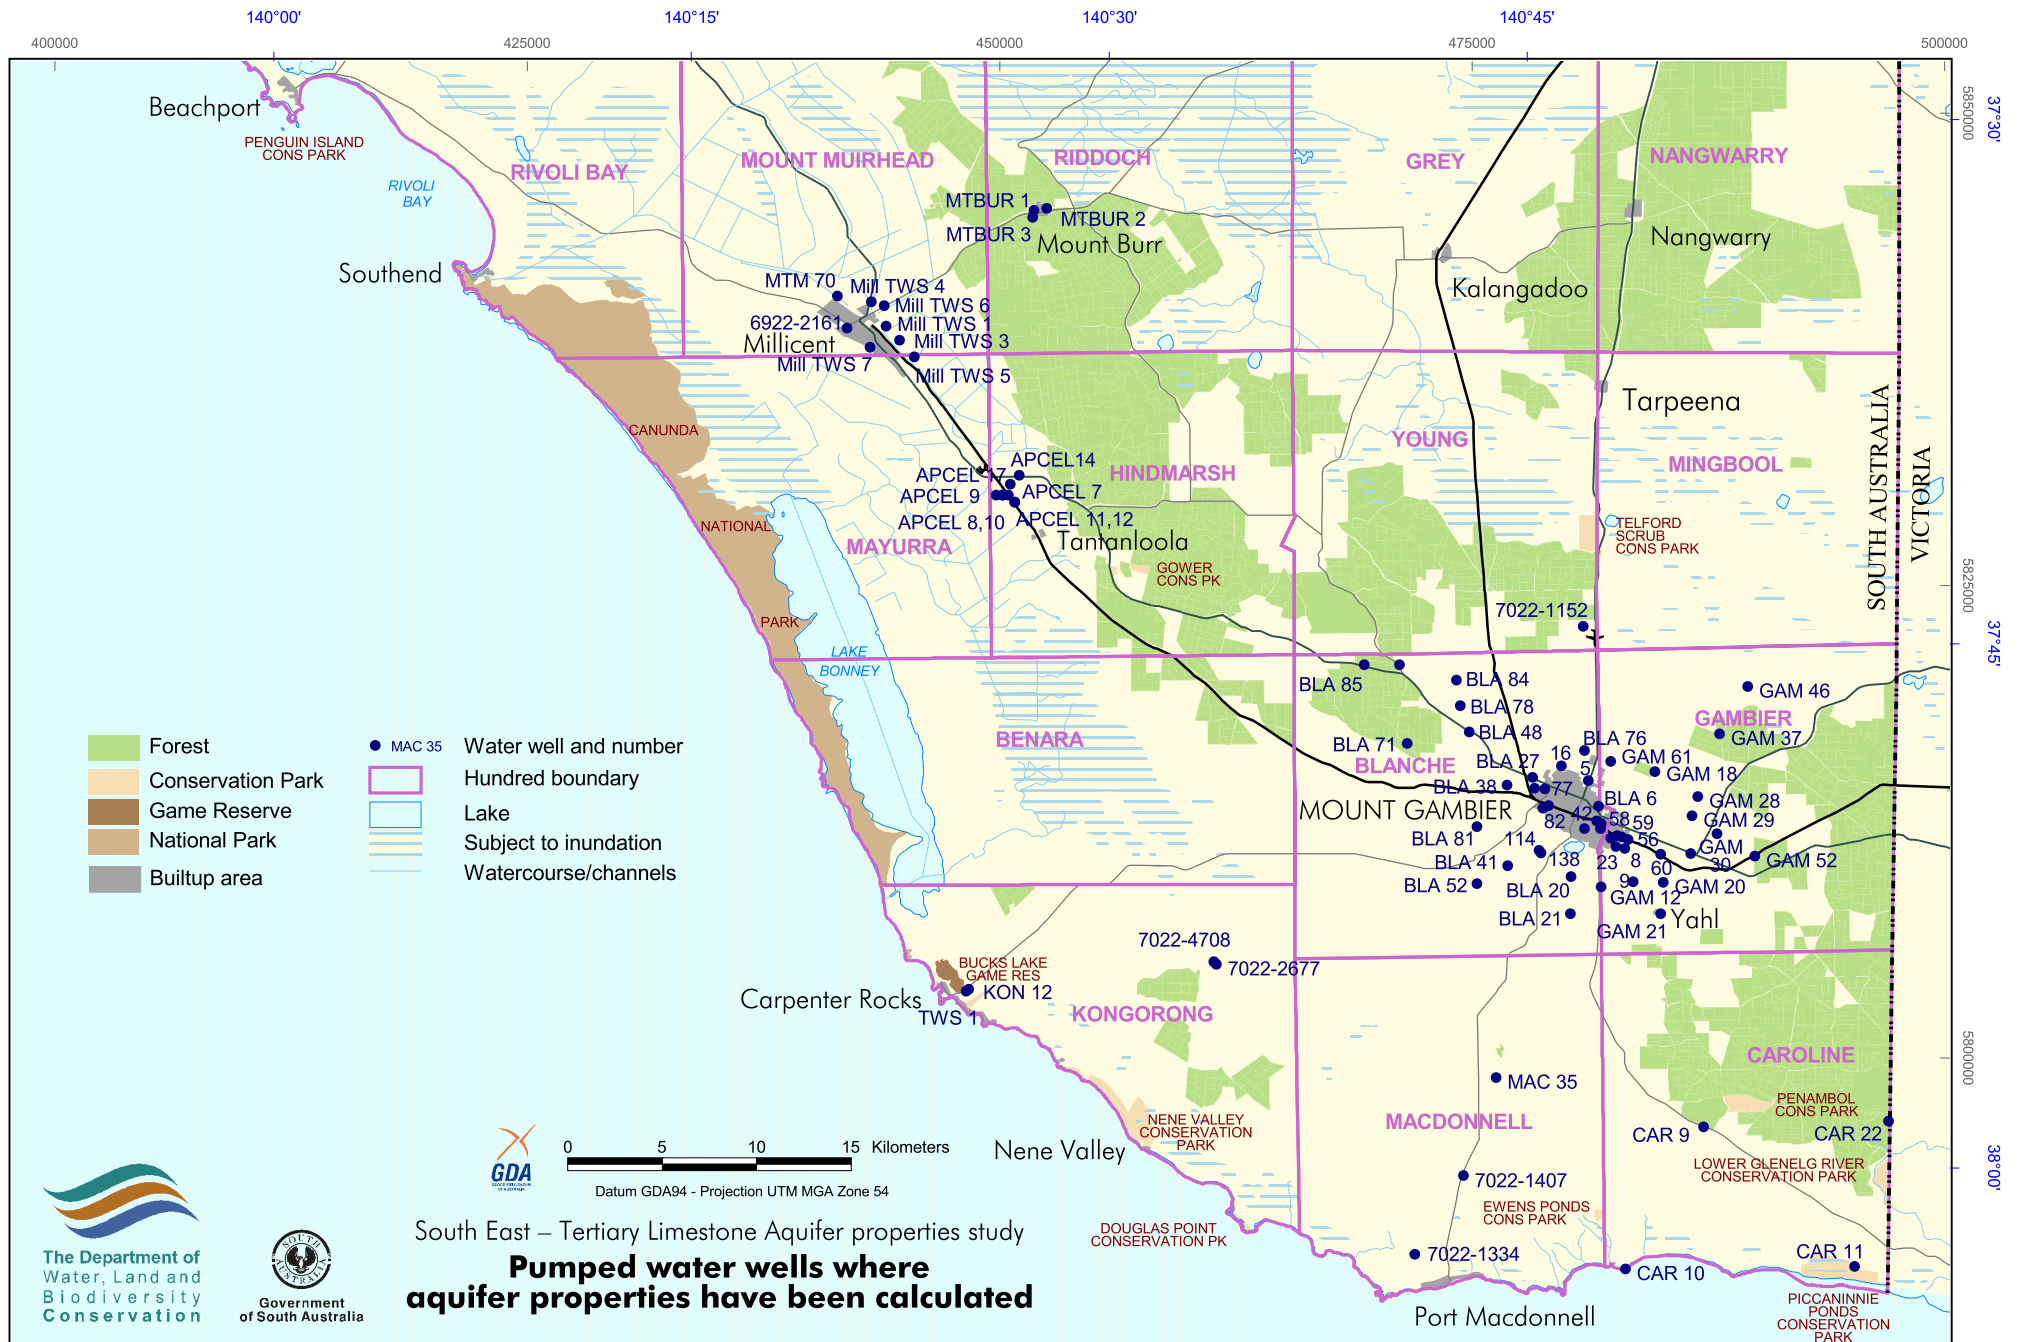 140°00' 140°15' 140°30' 140°45'
400000 425000 450000 475000 500000
5850000
37°30'
Beachport
PENGUIN ISLAND
CONS PARK
RIVOLI
BAY
RIVOLI BAY
MOUNT MUIRHEAD
RIDDOCH
GREY
NANGWARRY
MTBUR 1
MTBUR 2
MTBUR 3
Mount Burr
Nangwarry
Southend
Kalangadoo
MTM 70
Mill TWS 4
Mill TWS 6
6922-2161
Mill TWS 1
Millicent
Mill TWS 3
Mill TWS 7
Mill TWS 5
Tarpeena
CANUNDA
YOUNG
MINGBOOL
SOUTH AUSTRALIA
VICTORIA
APCEL14
APCEL 17
HINDMARSH
APCEL 9
APCEL 7
APCEL 8,10
APCEL 11,12
NATIONAL
MAYURRA
Tantanloola
TELFORD
SCRUB
CONS PARK
GOWER
CONS PK
5825000
7022-1152
PARK
37°45'
LAKE
BONNEY
BLA 85
BLA 84
GAM 46
BLA 78
GAMBIER
BENARA
BLA 48
GAM 37
BLA 71
BLA 76
16
GAM 61
BLANCHE
BLA 27
5
GAM 18
BLA 38
77
MOUNT GAMBIER
BLA 6
GAM 28
42
58
59
GAM 29
82
BLA 81
114
56
GAM
30
BLA 41
138
23
8
60
GAM 52
BLA 52
BLA 20
9
GAM 20
GAM 12
BLA 21
GAM 21
Yahl
Forest
Conservation Park
Game Reserve
National Park
Builtup area
MAC 35
Water well and number
Hundred boundary
Lake
Subject to inundation
Watercourse/channels
7022-4708
7022-2677
BUCKS LAKE
GAME RES
KON 12
Carpenter Rocks
TWS 1
KONGORONG
5800000
CAROLINE
MAC 35
PENAMBOL
CONS PARK
MACDONNELL
NENE VALLEY
CONSERVATION
PARK
CAR 9
CAR 22
Nene Valley
LOWER GLENELG RIVER
CONSERVATION PARK
38°00'
7022-1407
EWENS PONDS
CONS PARK
DOUGLAS POINT
CONSERVATION PK
7022-1334
CAR 11
CAR 10
Port Macdonnell
PICCANINNIE
PONDS
CONSERVATION
PARK
GDA
0 5 10 15 Kilometers
Datum GDA94 - Projection UTM MGA Zone 54
South East – Tertiary Limestone Aquifer properties study
Pumped water wells where
aquifer properties have been calculated
The Department of
Water, Land and
Biodiversity
Conservation
SOUTH
AUSTRALIA
Government
of South Australia